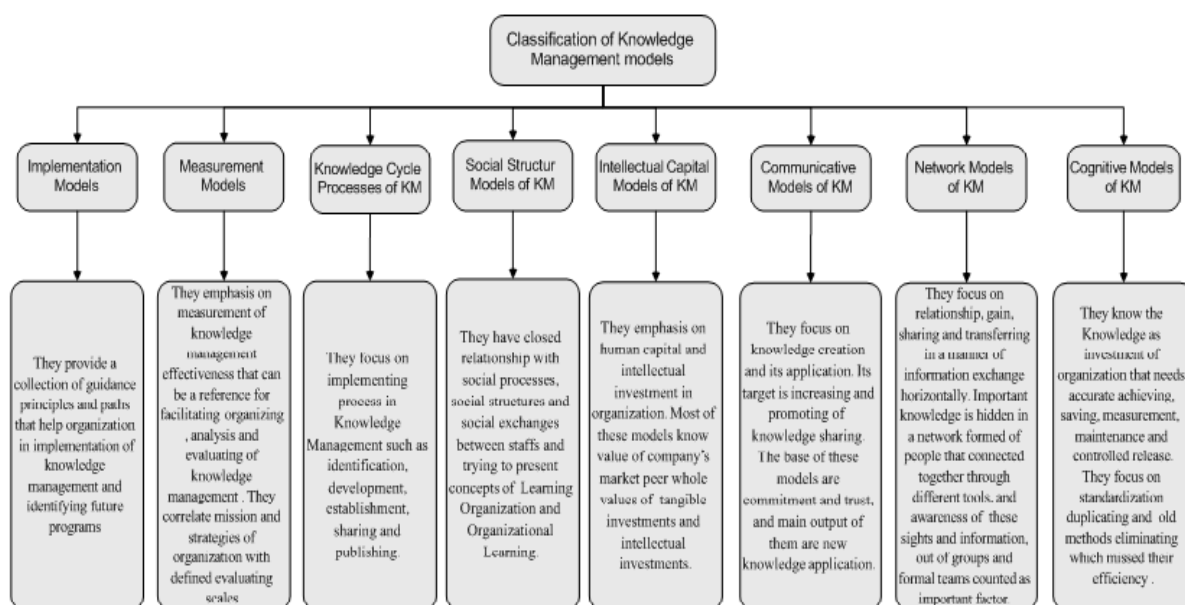 Classification of Knowledge
Management models
Implementation
Models
Measurement
Models
Knowledge Cycle
Processes of KM
Social Structur
Models of KM
Intellectual Capital
Models of KM
Communicative
Models of KM
Network Models
of KM
Cognitive Models
of KM
They provide a
collection of guidance
principles and paths
that help organization
in implementation of
knowledge
management and
identifying future
programs
They emphasis on
measurement of
knowledge
management
effectiveness that can
be a reference for
facilitating organizing
, analysis and
evaluating of
knowledge
management . They
correlate mission and
strategies of
organization with
defined evaluating
scales
They focus on
implementing
process in
Knowledge
Management such as
identification,
development,
establishment,
sharing and
publishing.
They have closed
relationship with
social processes,
social structures and
social exchanges
between staffs and
trying to present
concepts of Learning
Organization and
Organizational
Learning.
They emphasis on
human capital and
intellectual
investment in
organization. Most of
these models know
value of company's
market peer whole
values of tangible
investments and
intellectual
investments.
They focus on
knowledge creation
and its application. Its
target is increasing and
promoting of
knowledge sharing.
The base of these
models are
commitment and trust,
and main output of
them are new
knowledge application.
They focus on
relationship, gain,
sharing and transferring
in a manner of
information exchange
horizontally. Important
knowledge is hidden in
a network formed of
people that connected
together through
different tools, and
awareness of these
sights and information,
out of groups and
formal teams counted as
important factor.
They know the
Knowledge as
investment of
organization that needs
accurate achieving,
saving, measurement,
maintenance and
controlled release.
They focus on
standardization
duplicating and old
methods eliminating
which missed their
efficiency .